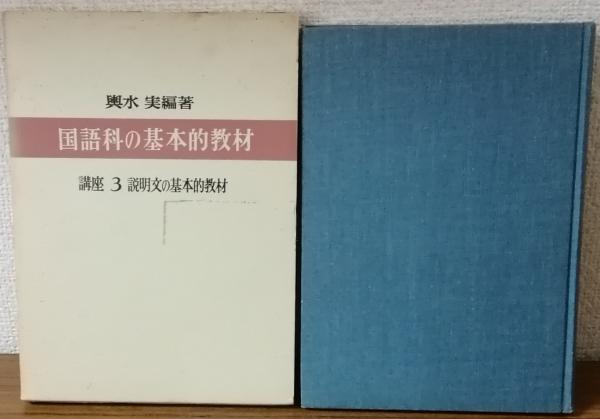 輿水 実編著
国語科の基本的教材
講座 3 説明文の基本的教材